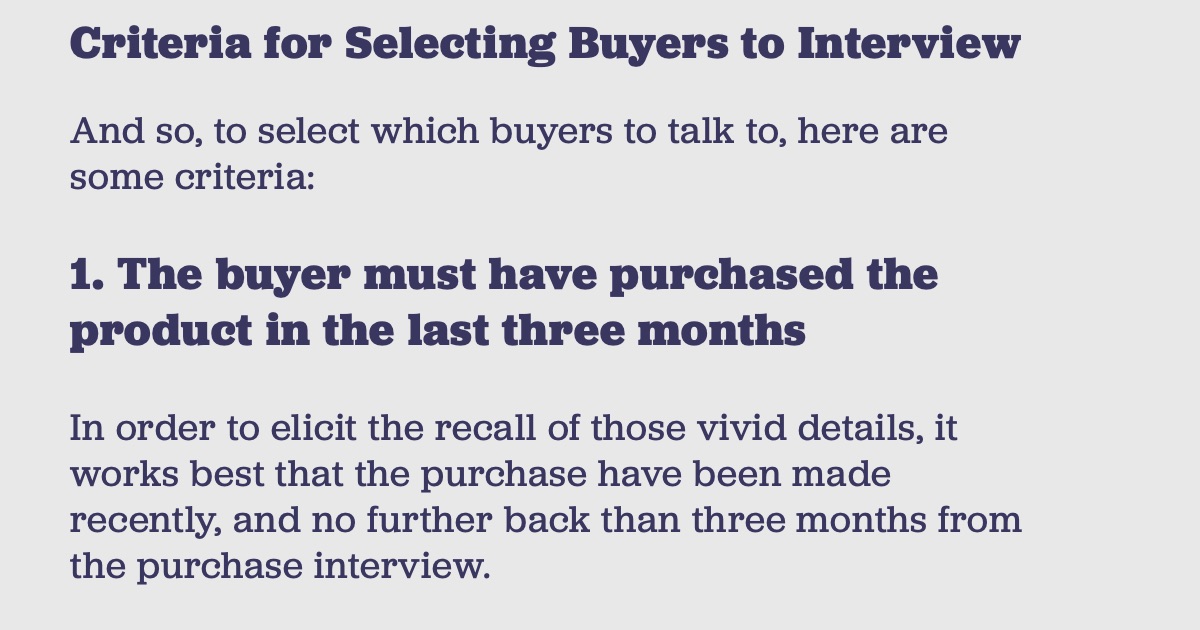 Criteria for Selecting Buyers to Interview
And so, to select which buyers to talk to, here are
some criteria:
1. The buyer must have purchased the
product in the last three months
In order to elicit the recall of those vivid details, it
works best that the purchase have been made
recently, and no further back than three months from
the purchase interview.